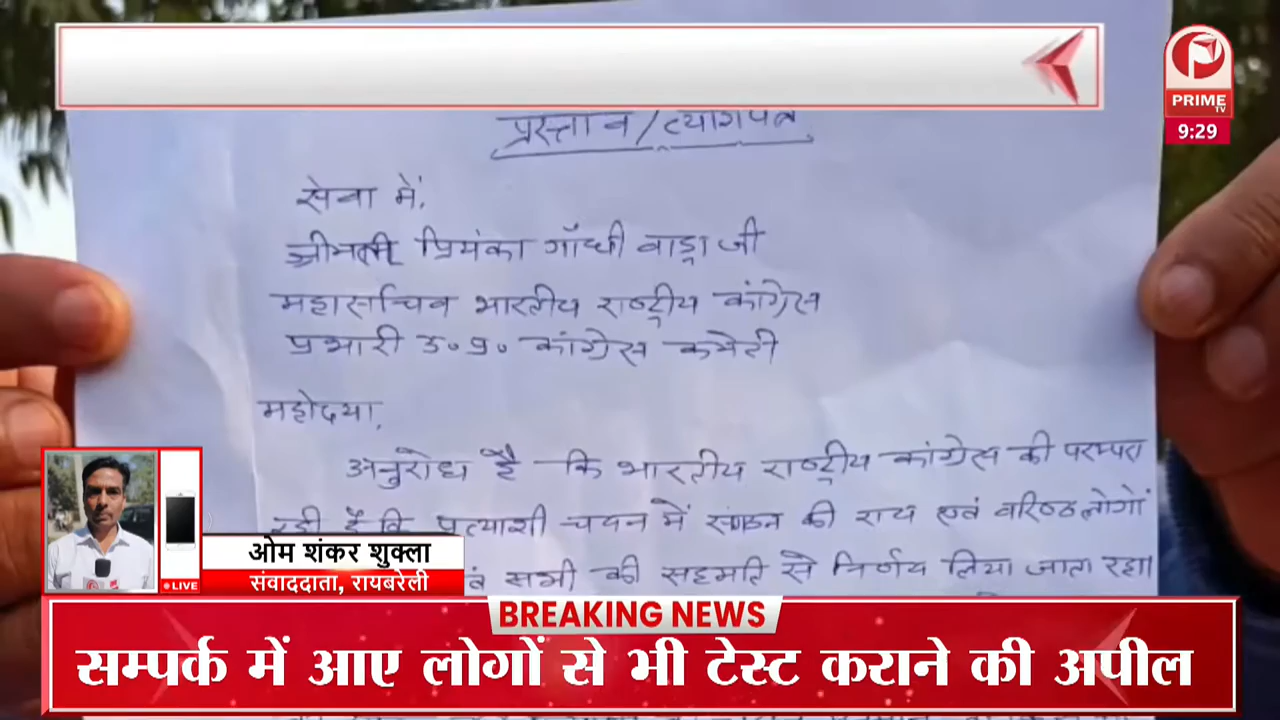 PRIME
TV
9:29
प्रस्ताव/त्यागपत्र
सेवा में,
श्रीमती प्रियंका गाँधी वाड्रा जी
महासचिव भारतीय राष्ट्रीय कांग्रेस
प्रभारी उ॰ प्र॰ कांग्रेस कमेटी
महोदया,
अनुरोध है कि भारतीय राष्ट्रीय कांग्रेस की परम्परा
रही है कि प्रत्याशी चयन में संगठन की राय एवं वरिष्ठ लोगों
सभी की सहमति से निर्णय लिया जाता रहा।
LIVE
ओम शंकर शुक्ला
संवाददाता, रायबरेली
BREAKING NEWS
सम्पर्क में आए लोगों से भी टेस्ट कराने की अपील